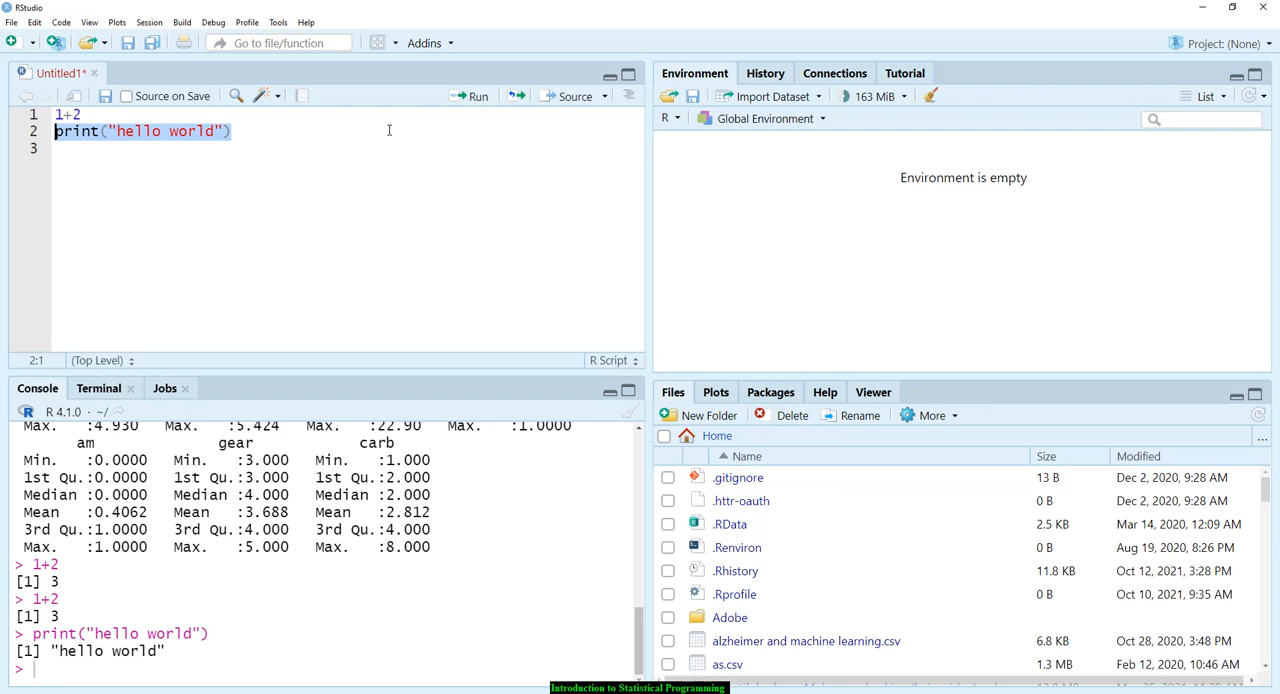 RStudio
File Edit Code View Plots Session Build Debug Profile Tools Help
Go to file/function Addins Project: (None)
Untitled1*
Source on Save Run Source
1 1+2
2 print("hello world")
3
2:1 (Top Level) R Script
Console Terminal Jobs
R 4.1.0 · ~/
Max. :4.930 Max. :5.424 Max. :22.90 Max. :1.0000
am gear carb
Min. :0.0000 Min. :3.000 Min. :1.000
1st Qu.:0.0000 1st Qu.:3.000 1st Qu.:2.000
Median :0.0000 Median :4.000 Median :2.000
Mean :0.4062 Mean :3.688 Mean :2.812
3rd Qu.:1.0000 3rd Qu.:4.000 3rd Qu.:4.000
Max. :1.0000 Max. :5.000 Max. :8.000
> 1+2
[1] 3
> 1+2
[1] 3
> print("hello world")
[1] "hello world"
>
Environment History Connections Tutorial
Import Dataset 163 MiB List
R Global Environment
Environment is empty
Files Plots Packages Help Viewer
New Folder Delete Rename More
Home ...
Name Size Modified
.gitignore 13 B Dec 2, 2020, 9:28 AM
.httr-oauth 0 B Dec 2, 2020, 9:28 AM
.RData 2.5 KB Mar 14, 2020, 12:09 AM
.Renviron 0 B Aug 19, 2020, 8:26 PM
.Rhistory 11.8 KB Oct 12, 2021, 3:28 PM
.Rprofile 0 B Oct 10, 2021, 9:35 AM
Adobe
alzheimer and machine learning.csv 6.8 KB Oct 28, 2020, 3:48 PM
as.csv 1.3 MB Feb 12, 2020, 10:46 AM
Introduction to Statistical Programming